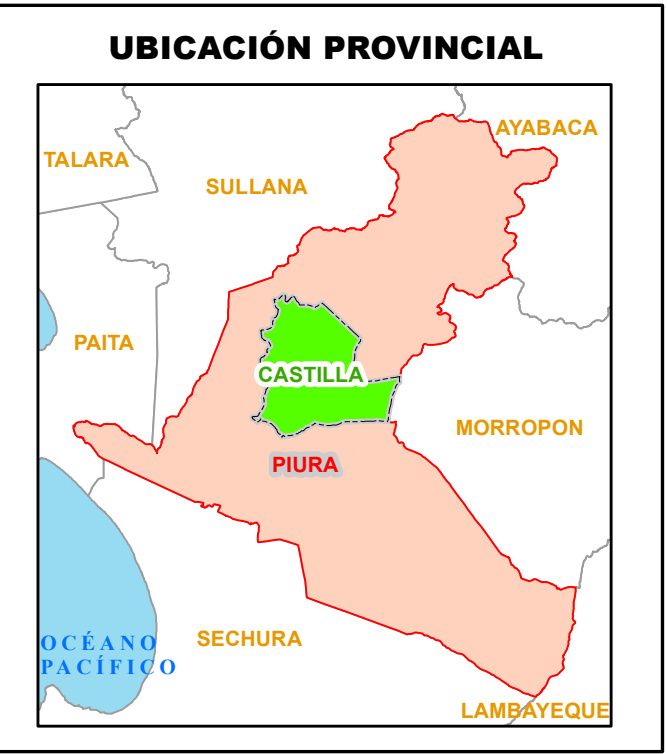 UBICACIÓN PROVINCIAL
AYABACA
TALARA
SULLANA
PAITA
CASTILLA
MORROPON
PIURA
SECHURA
OCÉANO
PACÍFICO
LAMBAYEQUE